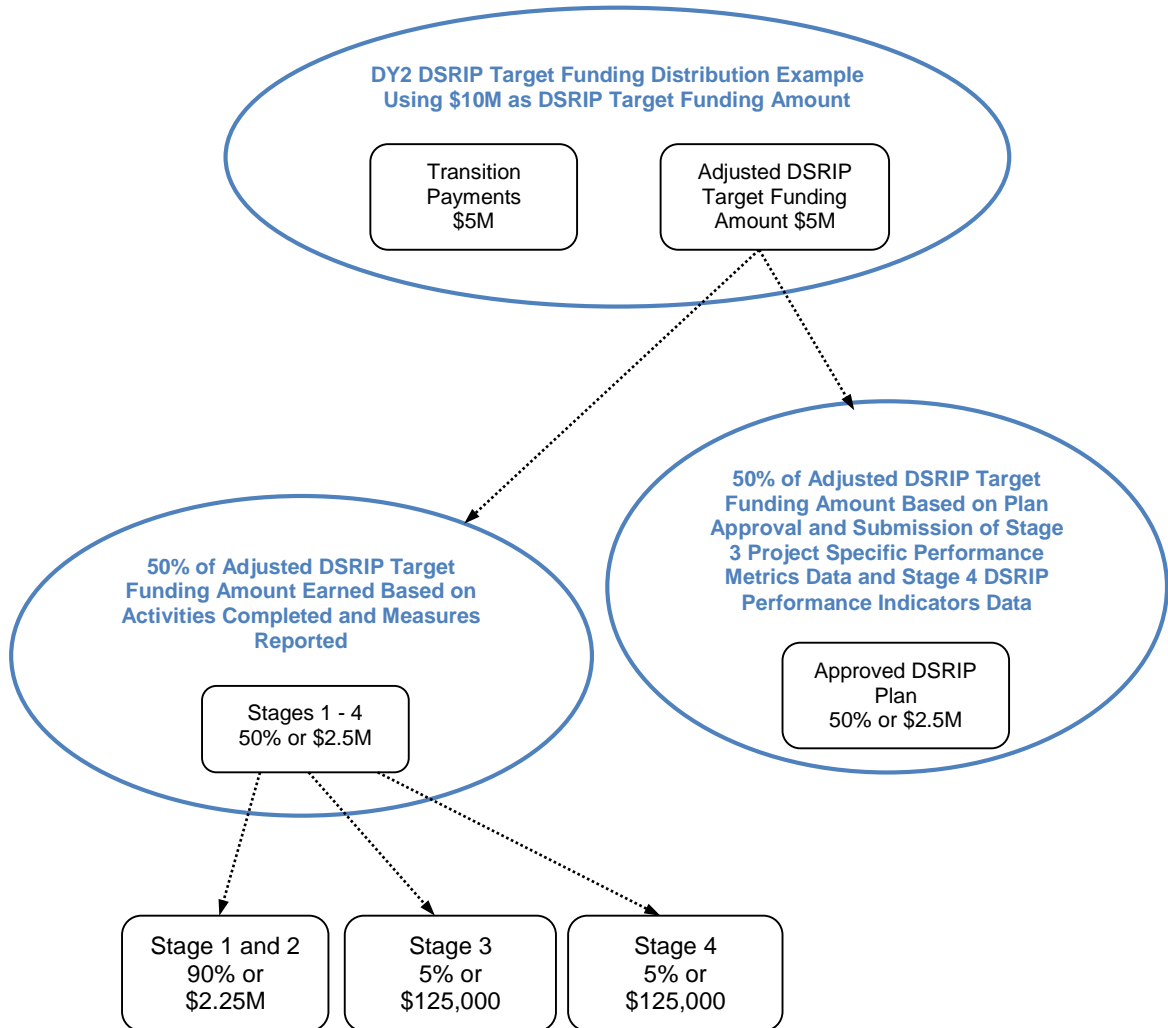 DY2 DSRIP Target Funding Distribution Example
Using $10M as DSRIP Target Funding Amount
Transition
Payments
$5M
Adjusted DSRIP
Target Funding
Amount $5M
50% of Adjusted DSRIP Target
Funding Amount Earned Based on
Activities Completed and Measures
Reported
Stages 1 - 4
50% or $2.5M
50% of Adjusted DSRIP Target
Funding Amount Based on Plan
Approval and Submission of Stage
3 Project Specific Performance
Metrics Data and Stage 4 DSRIP
Performance Indicators Data
Approved DSRIP
Plan
50% or $2.5M
Stage 1 and 2
90% or
$2.25M
Stage 3
5% or
$125,000
Stage 4
5% or
$125,000